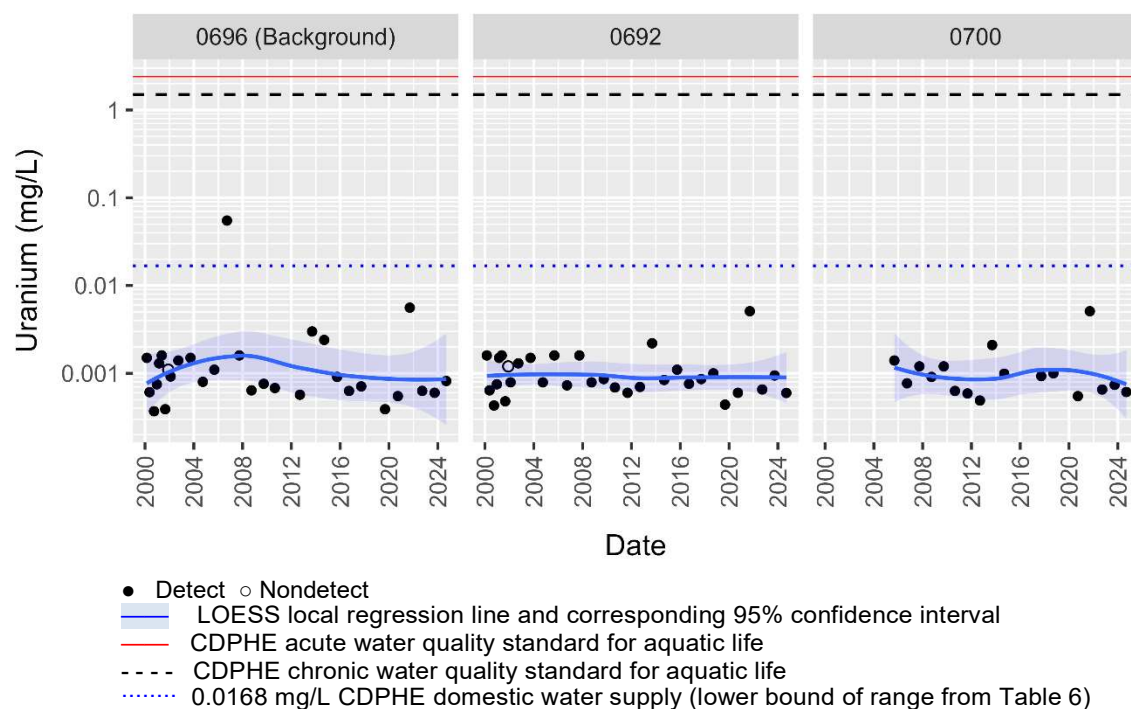 0696 (Background) 0692 0700
Uranium (mg/L)
1
0.1
0.01
0.001
2000 2004 2008 2012 2016 2020 2024 2000 2004 2008 2012 2016 2020 2024 2000 2004 2008 2012 2016 2020 2024
Date
● Detect ○ Nondetect
LOESS local regression line and corresponding 95% confidence interval
CDPHE acute water quality standard for aquatic life
CDPHE chronic water quality standard for aquatic life
0.0168 mg/L CDPHE domestic water supply (lower bound of range from Table 6)